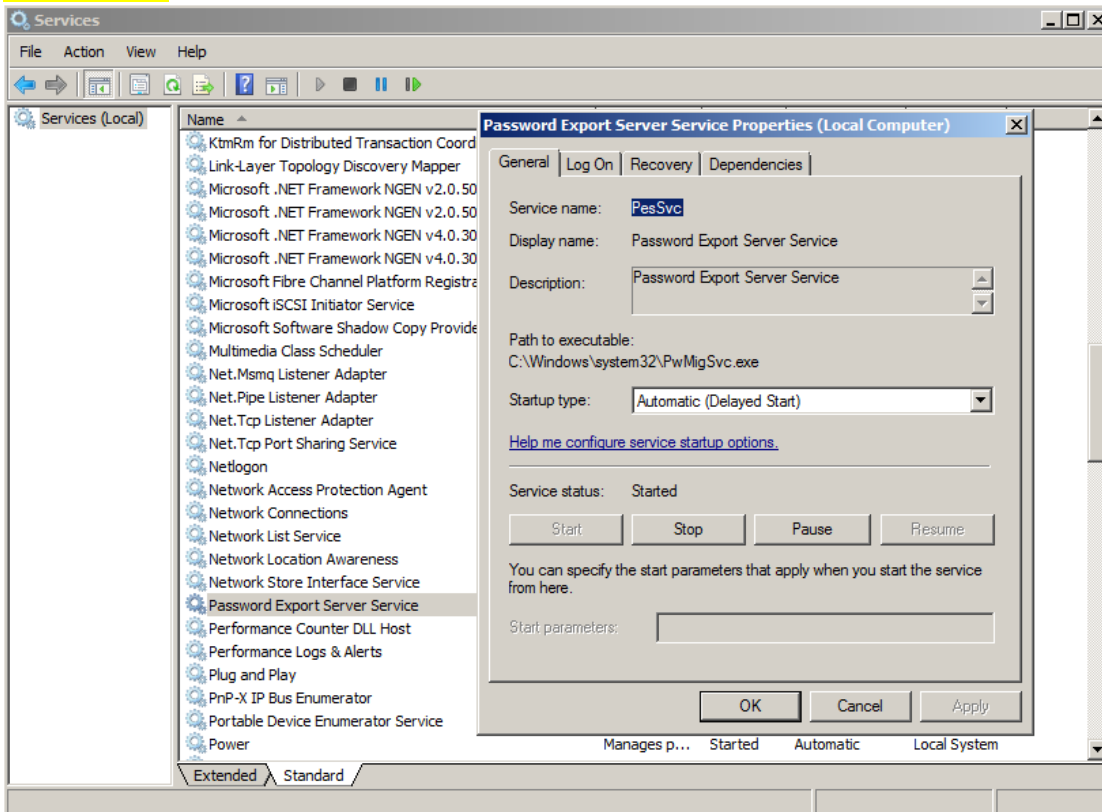 Services
File Action View Help
Services (Local)
Name
KtmRm for Distributed Transaction Coord
Link-Layer Topology Discovery Mapper
Microsoft .NET Framework NGEN v2.0.50
Microsoft .NET Framework NGEN v2.0.50
Microsoft .NET Framework NGEN v4.0.30
Microsoft .NET Framework NGEN v4.0.30
Microsoft Fibre Channel Platform Registra
Microsoft iSCSI Initiator Service
Microsoft Software Shadow Copy Provide
Multimedia Class Scheduler
Net.Msmq Listener Adapter
Net.Pipe Listener Adapter
Net.Tcp Listener Adapter
Net.Tcp Port Sharing Service
Netlogon
Network Access Protection Agent
Network Connections
Network List Service
Network Location Awareness
Network Store Interface Service
Password Export Server Service
Performance Counter DLL Host
Performance Logs & Alerts
Plug and Play
PnP-X IP Bus Enumerator
Portable Device Enumerator Service
Power Manages p... Started Automatic Local System
Extended Standard
Password Export Server Service Properties (Local Computer)
General Log On Recovery Dependencies
Service name: PesSvc
Display name: Password Export Server Service
Description: Password Export Server Service
Path to executable:
C:\Windows\system32\PwMigSvc.exe
Startup type: Automatic (Delayed Start)
Help me configure service startup options.
Service status: Started
Start Stop Pause Resume
You can specify the start parameters that apply when you start the service
from here.
Start parameters:
OK Cancel Apply